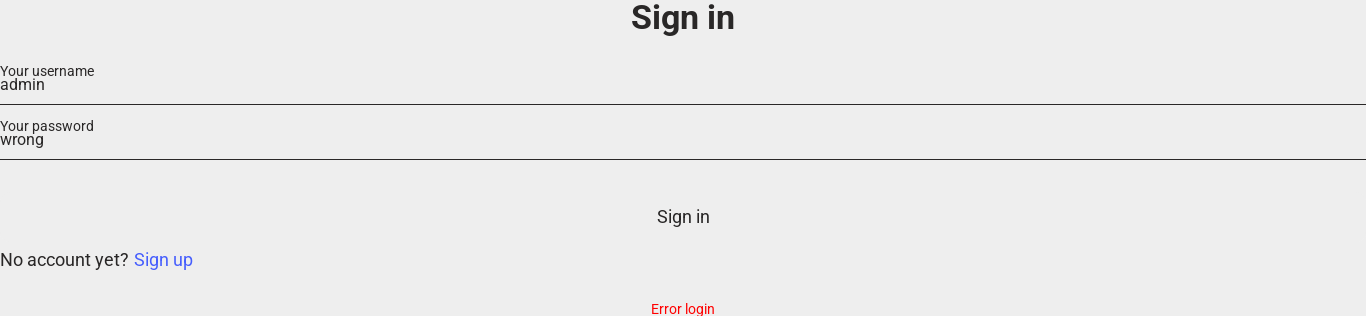 Sign in
Your username
admin
Your password
wrong
Sign in
No account yet? Sign up
Error login